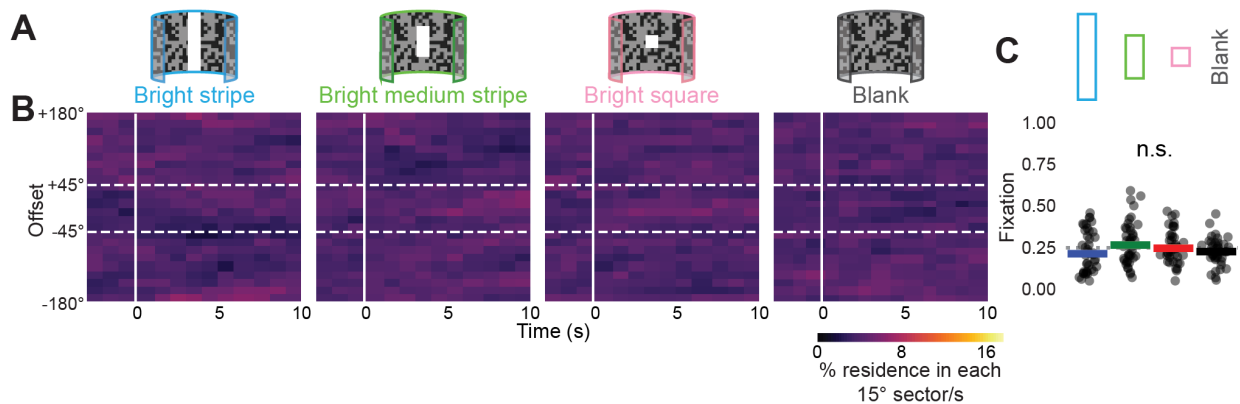 A
C
Bright stripe
Bright medium stripe
Bright square
Blank
Blank
B
+180°
+45°
-45°
-180°
Offset
0
5
10
0
5
10
0
5
10
0
5
10
Time (s)
0
8
16
% residence in each
15° sector/s
1.00
0.75
0.50
0.25
0.00
Fixation
n.s.